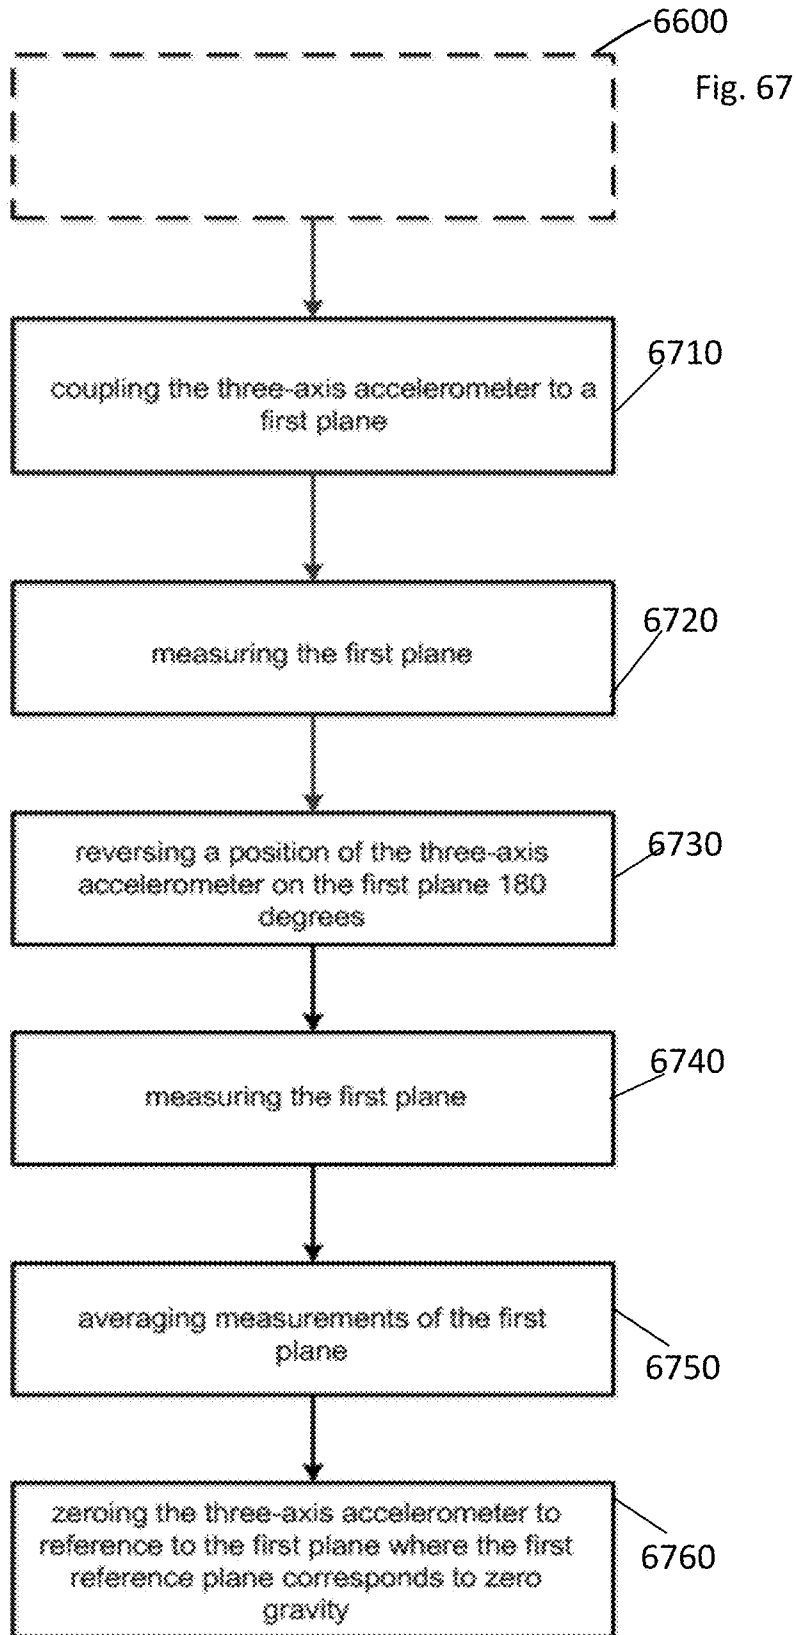 6600
Fig. 67
6710
coupling the three-axis accelerometer to a
first plane
6720
measuring the first plane
6730
reversing a position of the three-axis
accelerometer on the first plane 180
degrees
6740
measuring the first plane
averaging measurements of the first
plane
6750
zeroing the three-axis accelerometer to
reference to the first plane where the first
reference plane corresponds to zero
gravity
6760